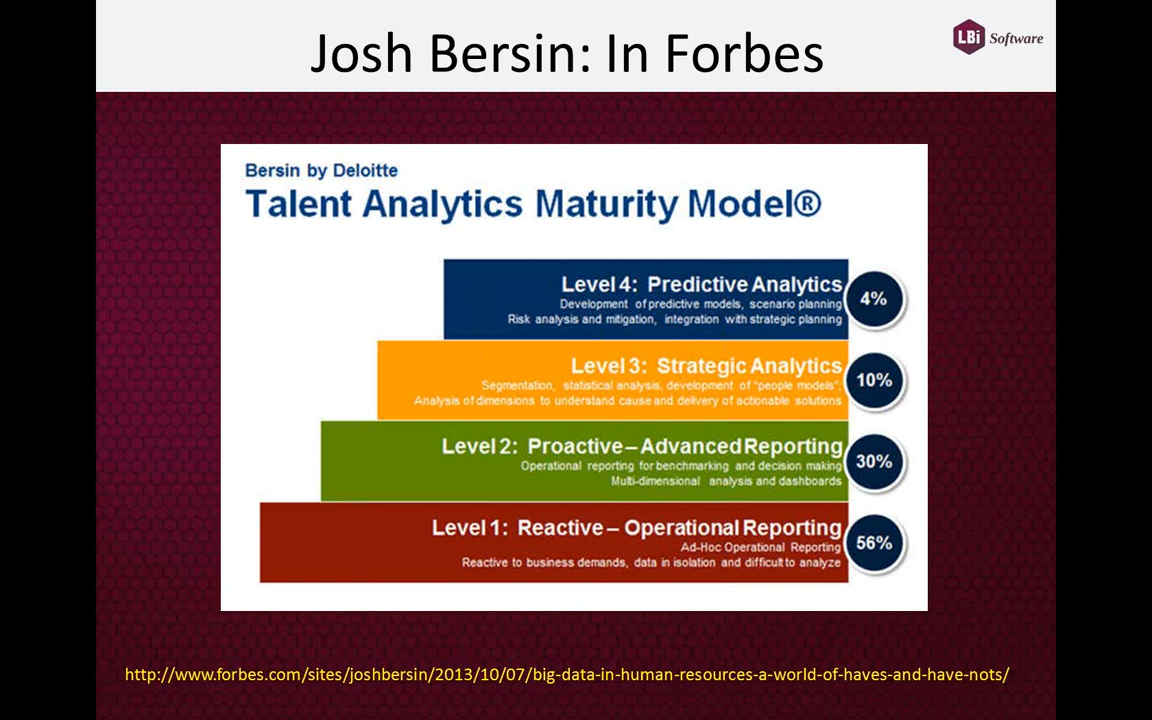 Josh Bersin: In Forbes
LBi Software
Bersin by Deloitte
Talent Analytics Maturity Model®
Level 4: Predictive Analytics
Development of predictive models, scenario planning
Risk analysis and mitigation, integration with strategic planning
4%
Level 3: Strategic Analytics
Segmentation, statistical analysis, development of "people models";
Analysis of dimensions to understand cause and delivery of actionable solutions
10%
Level 2: Proactive – Advanced Reporting
Operational reporting for benchmarking and decision making
Multi-dimensional analysis and dashboards
30%
Level 1: Reactive – Operational Reporting
Ad-Hoc Operational Reporting
Reactive to business demands, data in isolation and difficult to analyze
56%
http://www.forbes.com/sites/joshbersin/2013/10/07/big-data-in-human-resources-a-world-of-haves-and-have-nots/